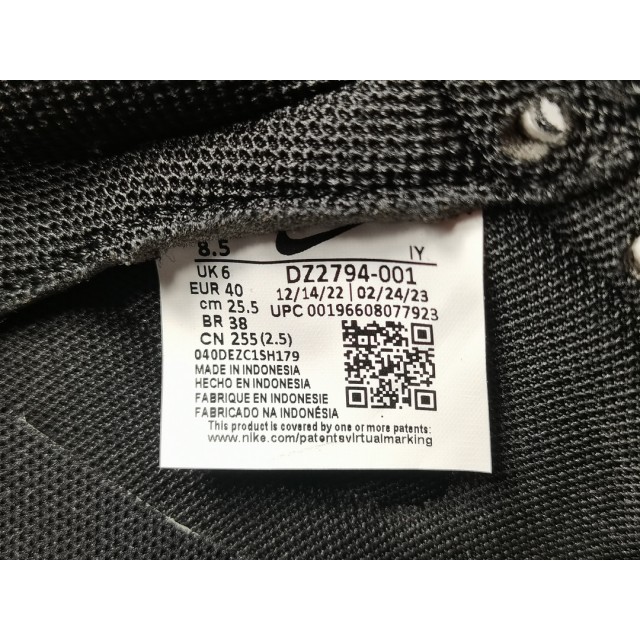 8.5 IY
UK 6 DZ2794-001
EUR 40 12/14/22 | 02/24/23
cm 25.5 UPC 00196608077923
BR 38
CN 255 (2.5)
040DEZC1SH179
MADE IN INDONESIA
HECHO EN INDONESIA
FABRIQUE EN INDONESIE
FABRICADO NA INDONÉSIA
This product is covered by one or more patents:
www.nike.com/patentsvirtualmarking